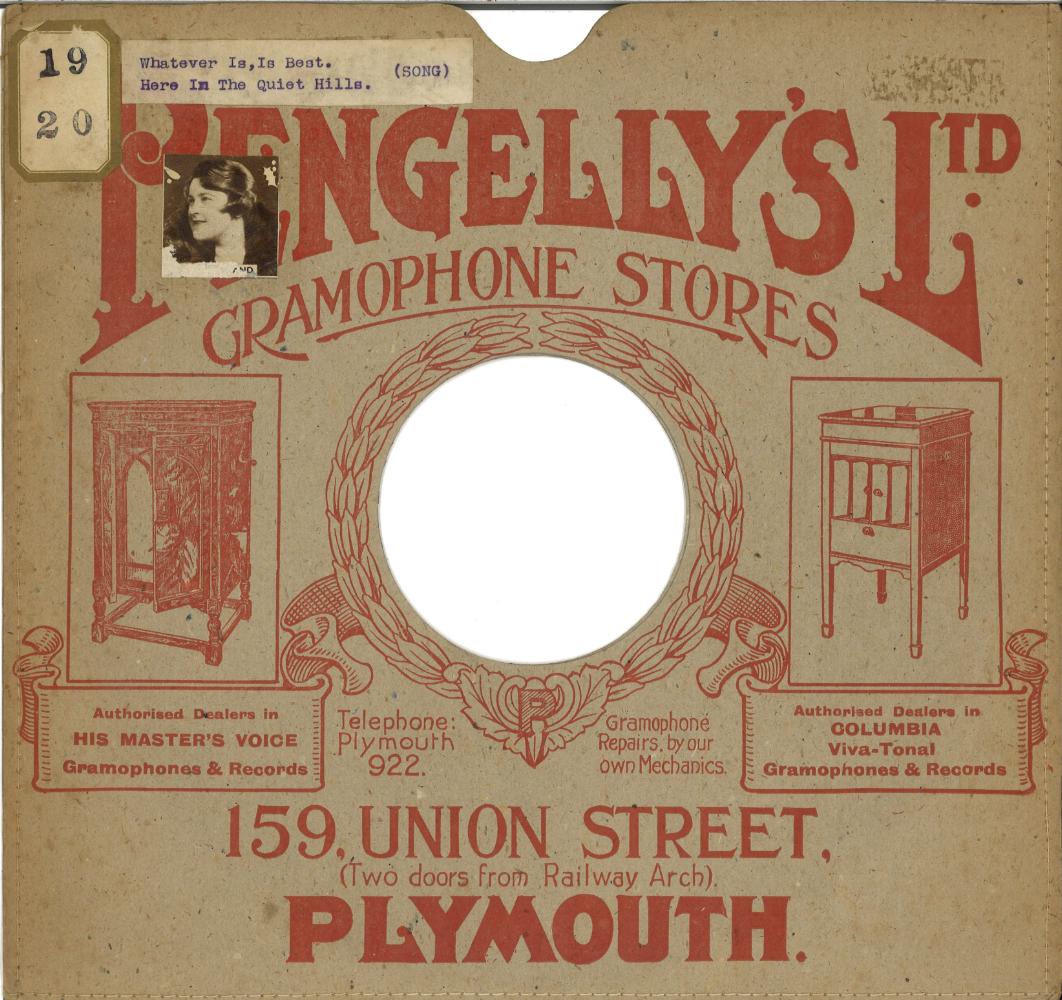 19
20
Whatever Is,Is Best.
Here In The Quiet Hills.
(SONG)
PENGELLY'S LTD.
GRAMOPHONE STORES
Authorised Dealers in
HIS MASTER'S VOICE
Gramophones & Records
Telephone:
Plymouth
922.
P
Gramophone
Repairs, by our
own Mechanics.
Authorised Dealers in
COLUMBIA
Viva-Tonal
Gramophones & Records
159, UNION STREET,
(Two doors from Railway Arch).
PLYMOUTH.